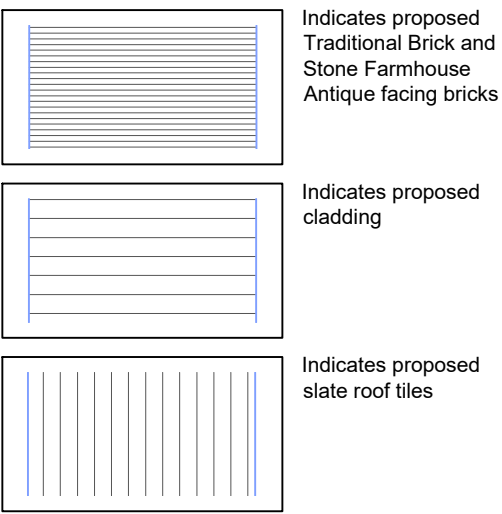 Indicates proposed
Traditional Brick and
Stone Farmhouse
Antique facing bricks
Indicates proposed
cladding
Indicates proposed
slate roof tiles